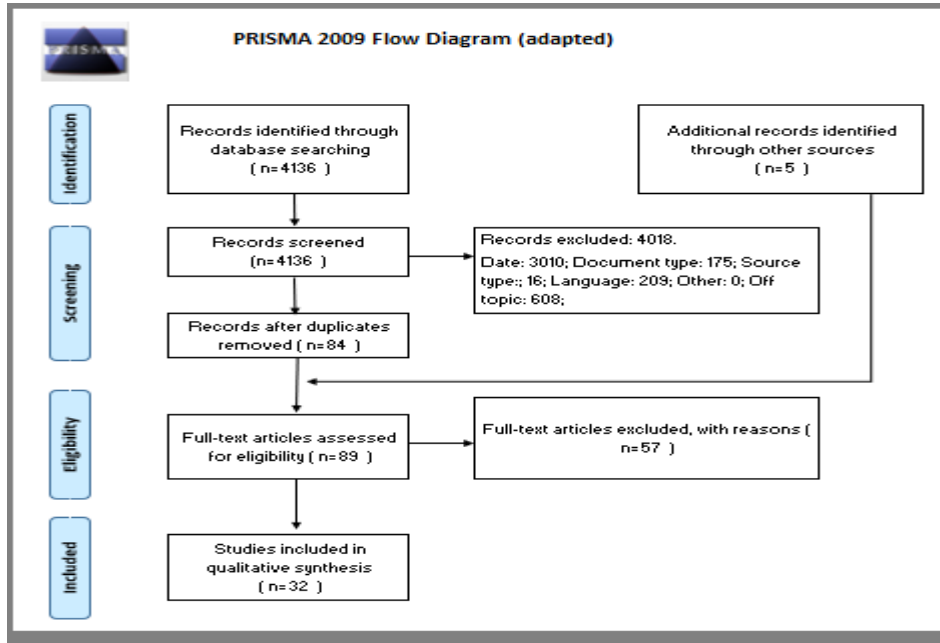 PRISMA
PRISMA 2009 Flow Diagram (adapted)
Identification
Records identified through
database searching
( n=4136 )
Additional records identified
through other sources
( n=5 )
Screening
Records screened
(n=4136 )
Records excluded: 4018.
Date: 3010; Document type: 175; Source
type:; 16; Language: 209; Other: 0; Off
topic: 608;
Records after duplicates
removed ( n=84 )
Eligibility
Full-text articles assessed
for eligibility ( n=89 )
Full-text articles excluded, with reasons (
n=57 )
Included
Studies included in
qualitative synthesis
( n=32 )